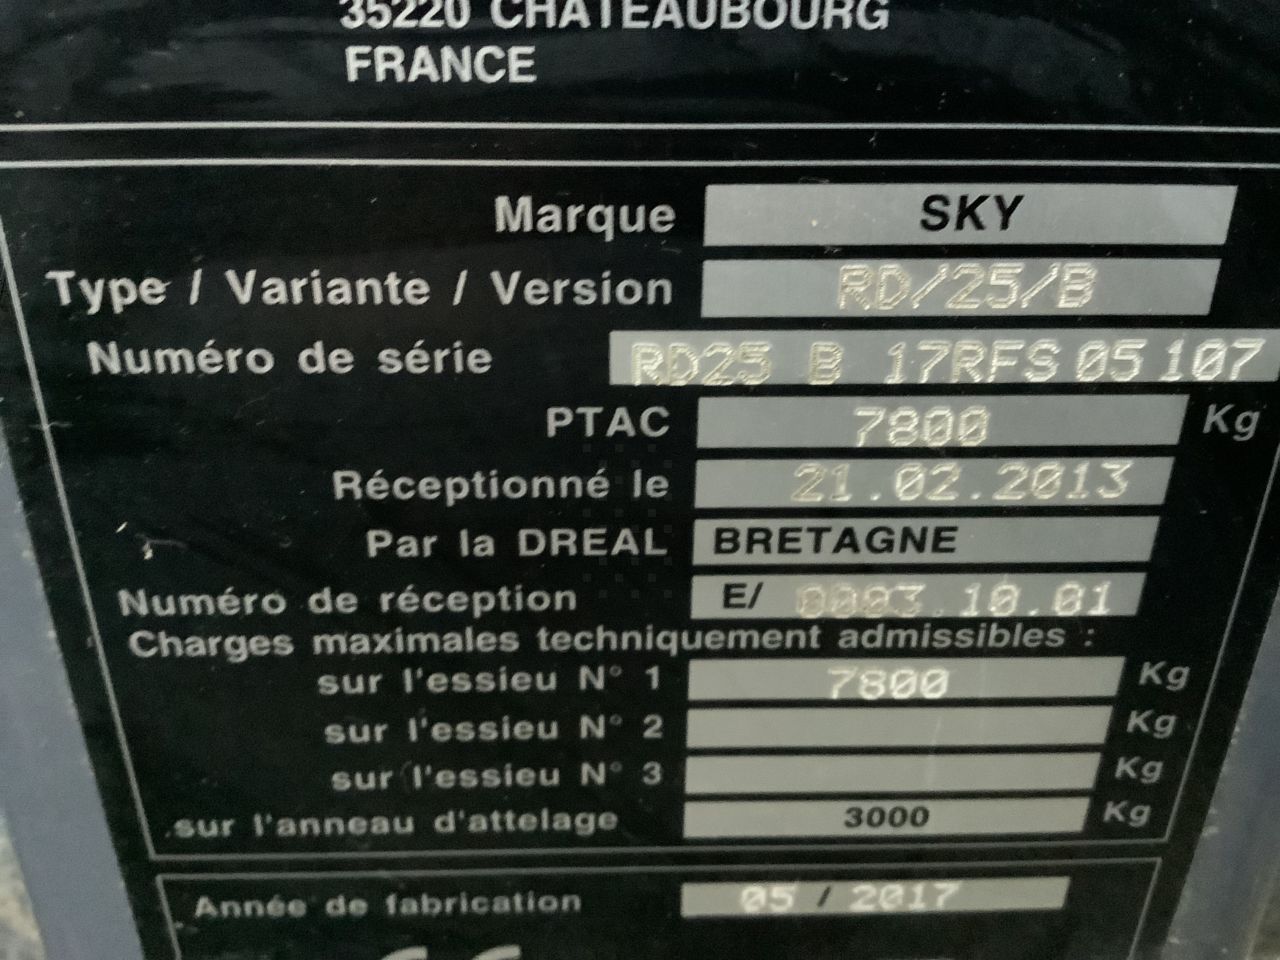 35220 CHATEAUBOURG
FRANCE
Marque SKY
Type / Variante / Version RD/25/B
Numéro de série RD25 B 17RFS 05 107
PTAC 7800 Kg
Réceptionné le 21.02.2013
Par la DREAL BRETAGNE
Numéro de réception E/ 0003.10.01
Charges maximales techniquement admissibles :
sur l'essieu N° 1 7800 Kg
sur l'essieu N° 2 Kg
sur l'essieu N° 3 Kg
sur l'anneau d'attelage 3000 Kg
Année de fabrication 05 / 2017
CE